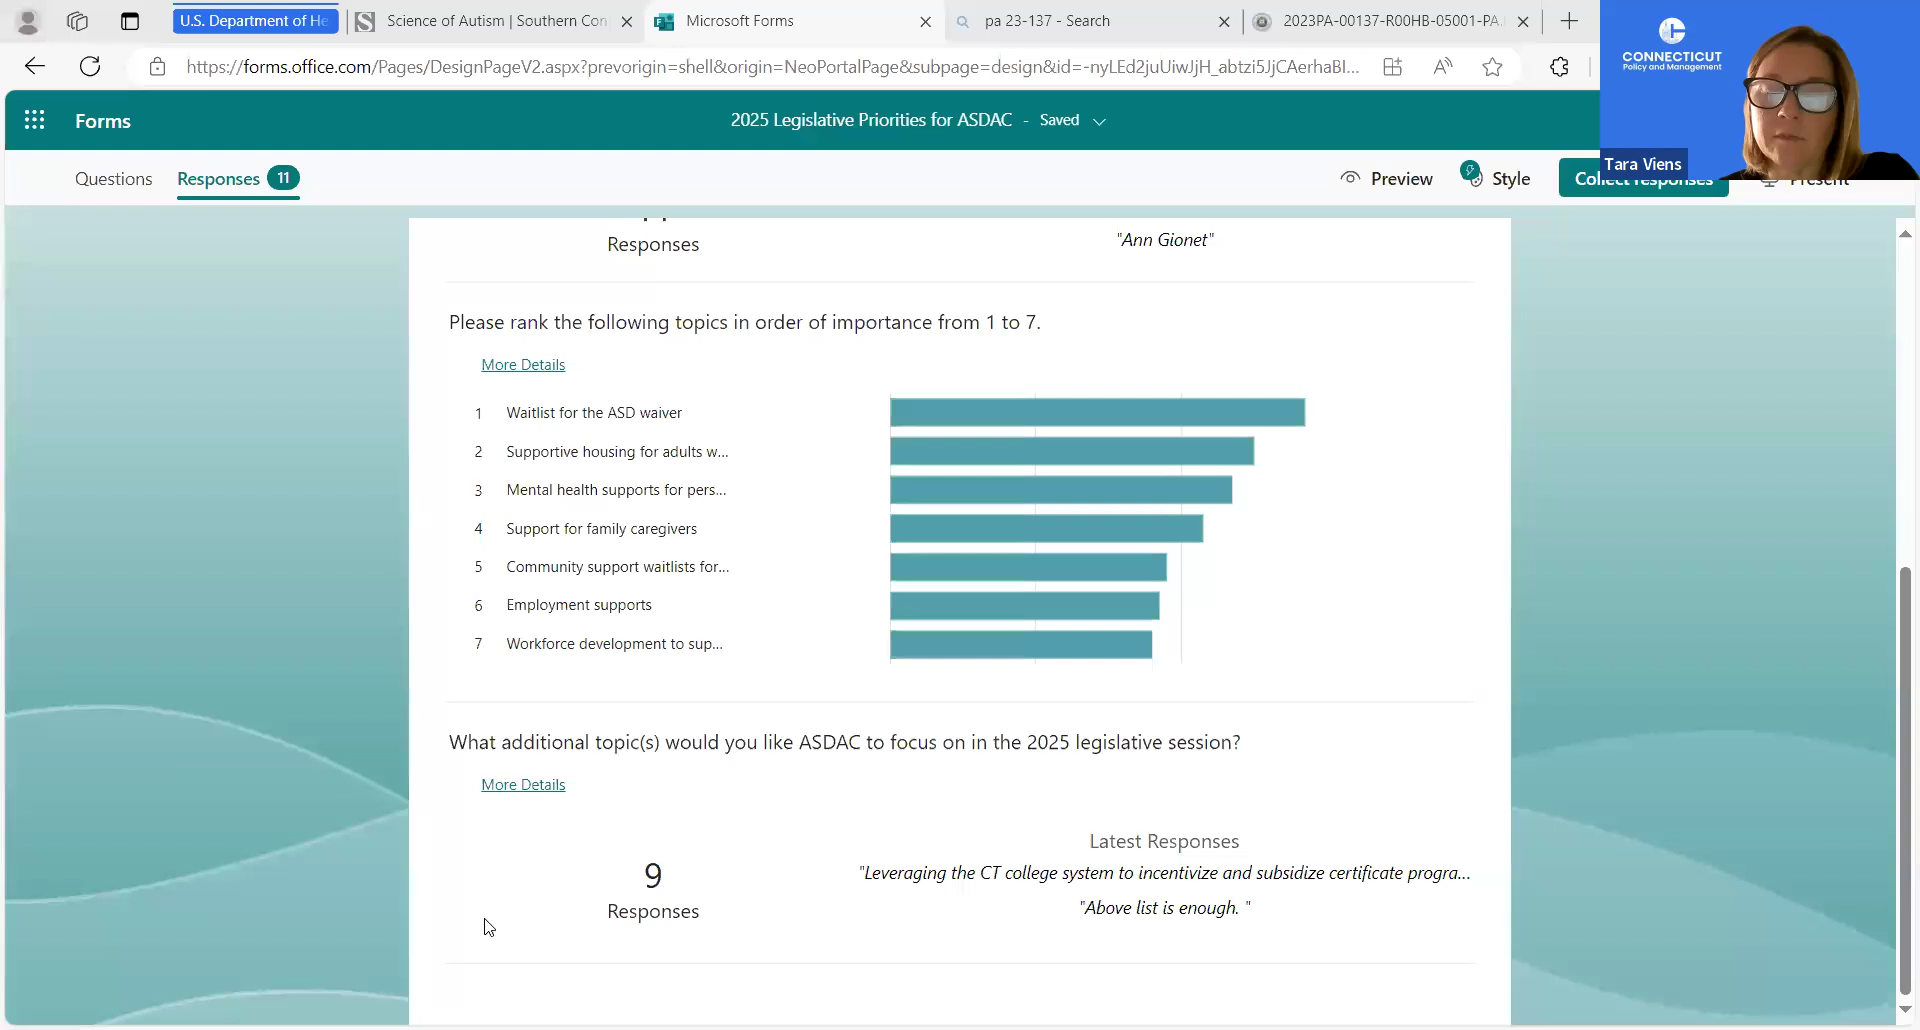 U.S. Department of He
Science of Autism | Southern Con
Microsoft Forms
pa 23-137 - Search
2023PA-00137-R00HB-05001-PA.
https://forms.office.com/Pages/DesignPageV2.aspx?prevorigin=shell&origin=NeoPortalPage&subpage=design&id=-nyLEd2juUiwJjH_abtzi5JjCAerhaBI...
CONNECTICUT
Policy and Management
Tara Viens
Forms
2025 Legislative Priorities for ASDAC - Saved
Questions
Responses 11
Preview
Style
Collect responses
Present
Responses
"Ann Gionet"
Please rank the following topics in order of importance from 1 to 7.
More Details
1 Waitlist for the ASD waiver
2 Supportive housing for adults w...
3 Mental health supports for pers...
4 Support for family caregivers
5 Community support waitlists for...
6 Employment supports
7 Workforce development to sup...
What additional topic(s) would you like ASDAC to focus on in the 2025 legislative session?
More Details
9
Responses
Latest Responses
"Leveraging the CT college system to incentivize and subsidize certificate progra...
"Above list is enough. "